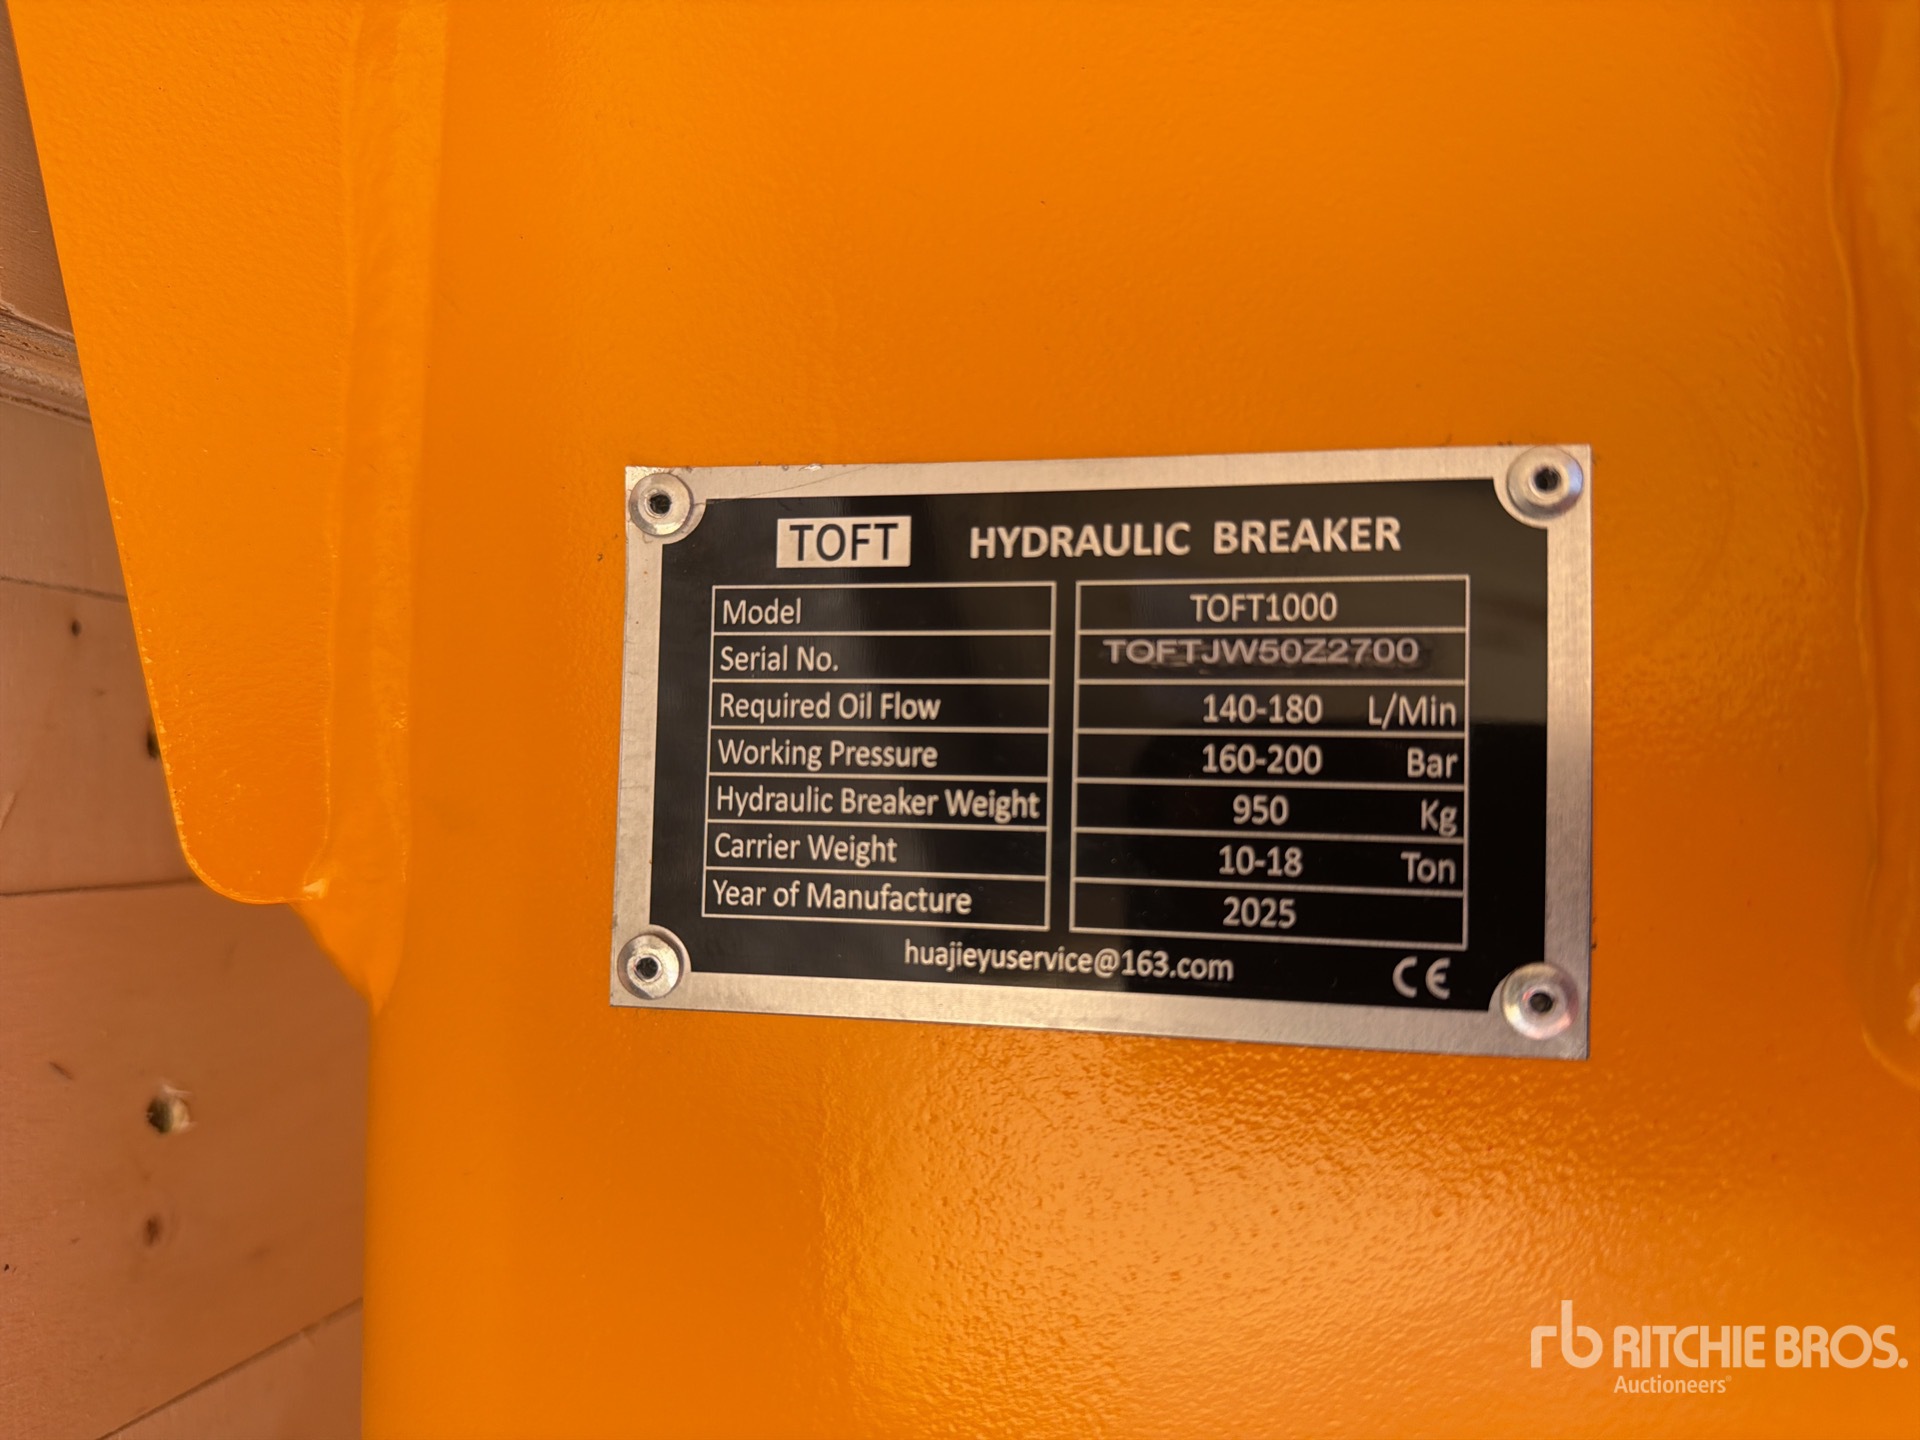 TOFT HYDRAULIC BREAKER
Model TOFT1000
Serial No. TOFTJW50Z2700
Required Oil Flow 140-180 L/Min
Working Pressure 160-200 Bar
Hydraulic Breaker Weight 950 Kg
Carrier Weight 10-18 Ton
Year of Manufacture 2025
huajieyuservice@163.com CE
rb RITCHIE BROS.
Auctioneers